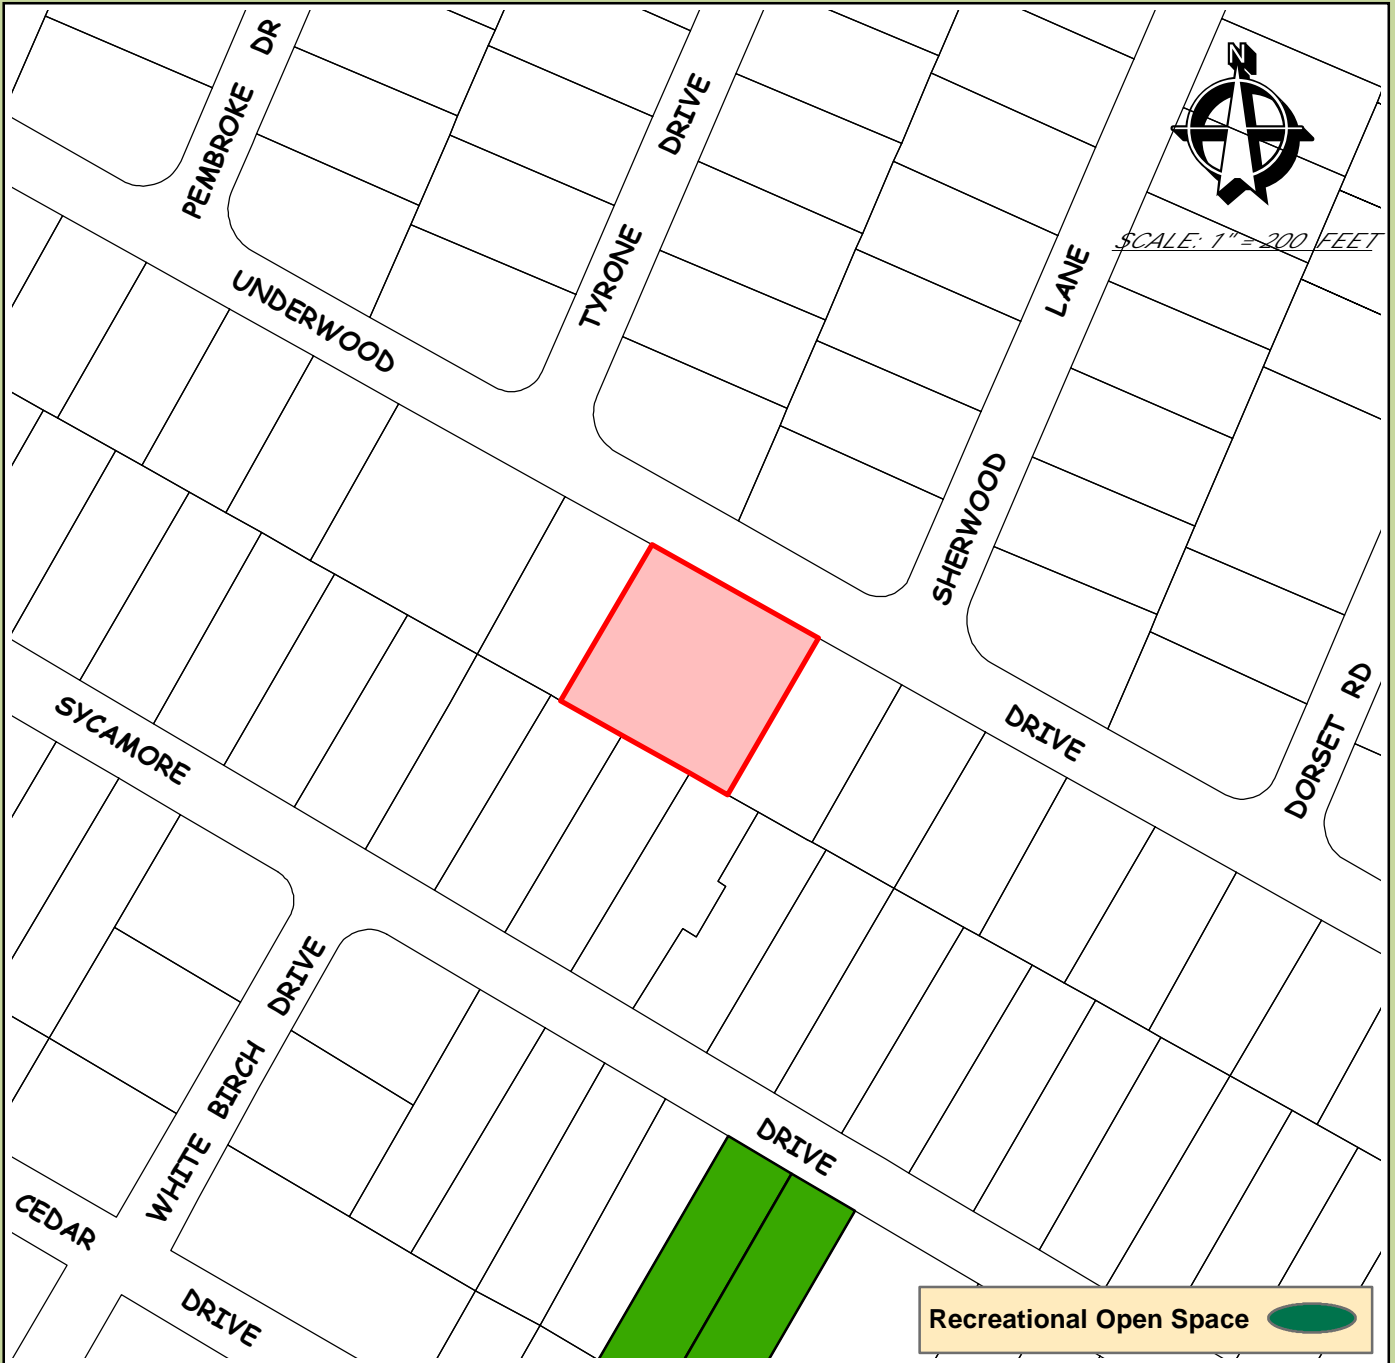 PEMBROKE DR
N
TYRONE DRIVE
SCALE: 1" = 200 FEET
UNDERWOOD DRIVE
SHERWOOD LANE
DORSET RD
SYCAMORE DRIVE
WHITE BIRCH DRIVE
CEDAR DRIVE
Recreational Open Space